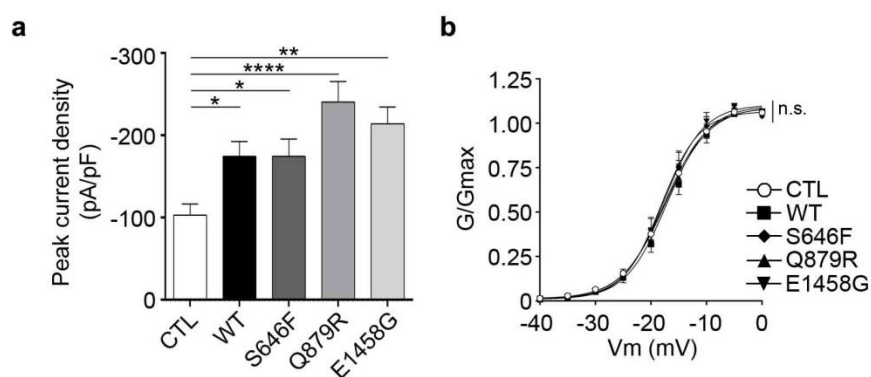 a
Peak current density
(pA/pF)
-300
-200
-100
0
**
****
*
*
CTL
WT
S646F
Q879R
E1458G
b
G/Gmax
1.25
1.00
0.75
0.50
0.25
0
-40
-30
-20
-10
0
Vm (mV)
n.s.
CTL
WT
S646F
Q879R
E1458G